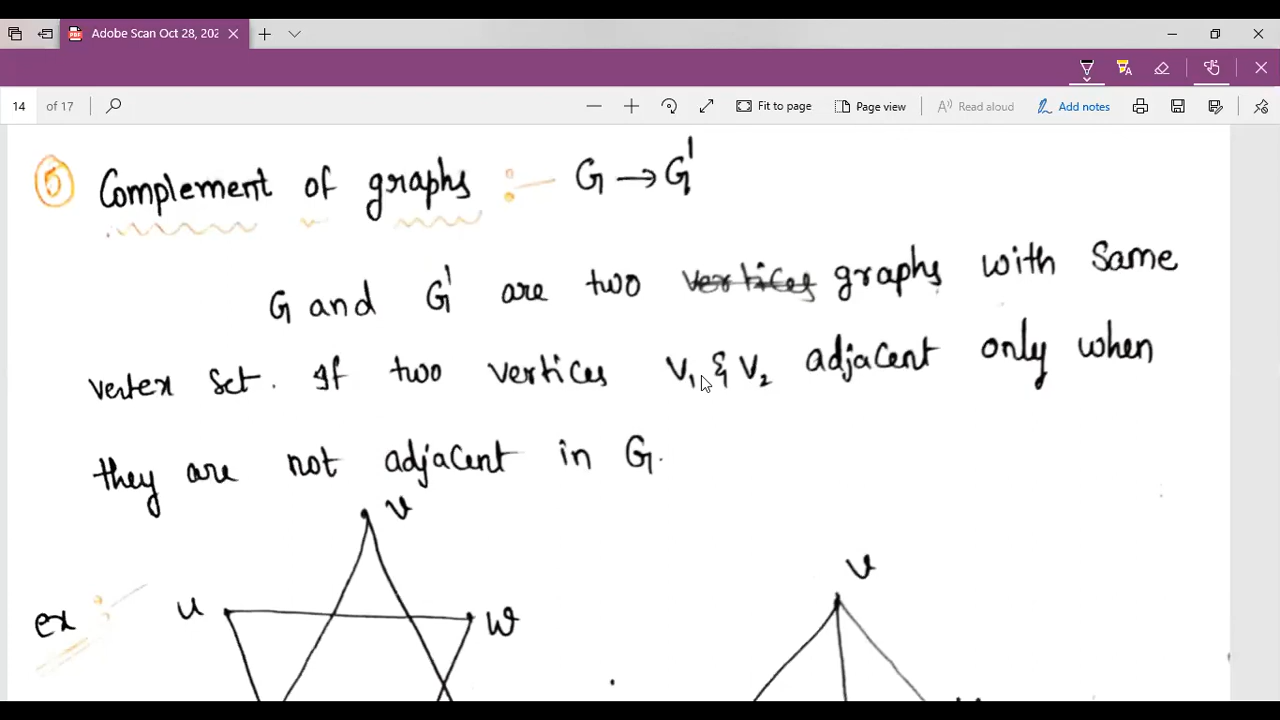 Adobe Scan Oct 28, 202
14 of 17
Fit to page
Page view
Read aloud
Add notes
Complement of graphs :- G → G'
G and G' are two vertices graphs with Same
vertex Set. If two vertices V1 & V2 adjacent only when
they are not adjacent in G.
v
v
ex :
u
w